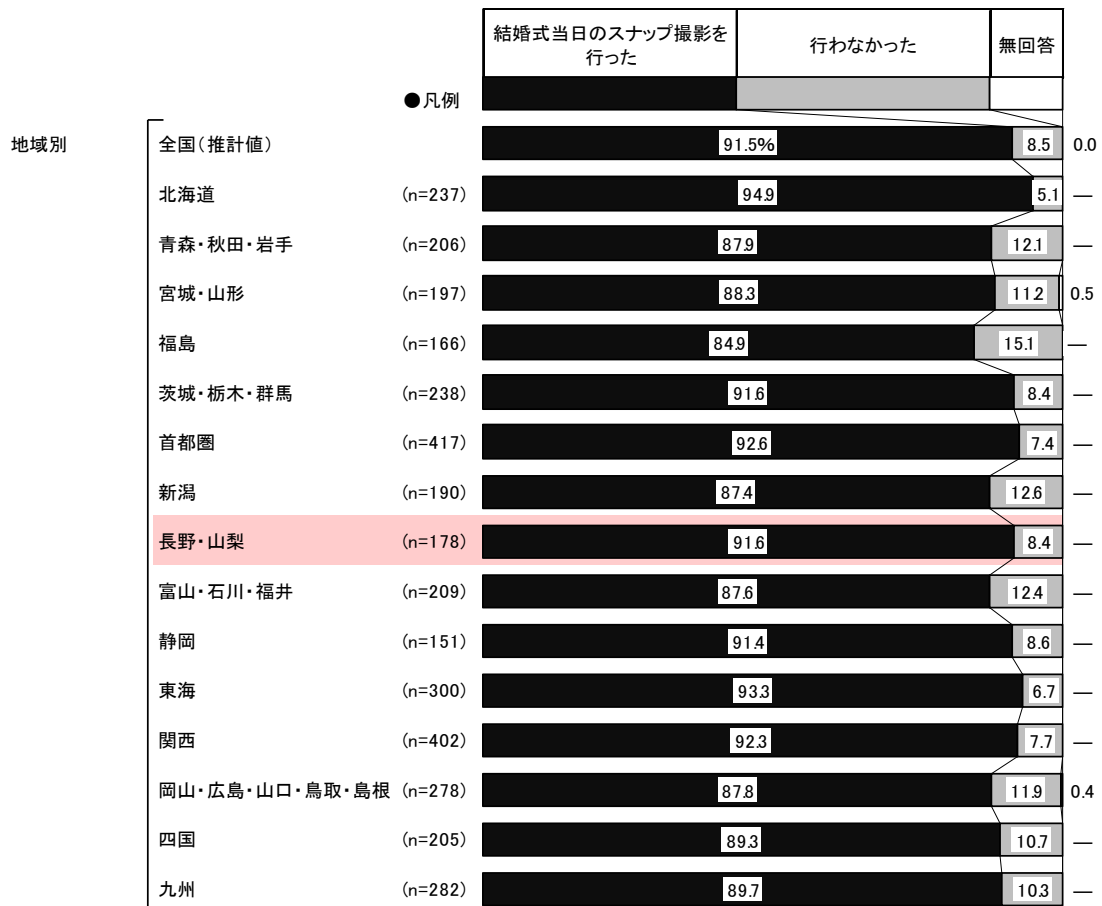 結婚式当日のスナップ撮影を
行った
行わなかった
無回答
●凡例
地域別
全国(推計値) 91.5% 8.5 0.0
北海道 (n=237) 94.9 5.1 —
青森・秋田・岩手 (n=206) 87.9 12.1 —
宮城・山形 (n=197) 88.3 11.2 0.5
福島 (n=166) 84.9 15.1 —
茨城・栃木・群馬 (n=238) 91.6 8.4 —
首都圏 (n=417) 92.6 7.4 —
新潟 (n=190) 87.4 12.6 —
長野・山梨 (n=178) 91.6 8.4 —
富山・石川・福井 (n=209) 87.6 12.4 —
静岡 (n=151) 91.4 8.6 —
東海 (n=300) 93.3 6.7 —
関西 (n=402) 92.3 7.7 —
岡山・広島・山口・鳥取・島根 (n=278) 87.8 11.9 0.4
四国 (n=205) 89.3 10.7 —
九州 (n=282) 89.7 10.3 —